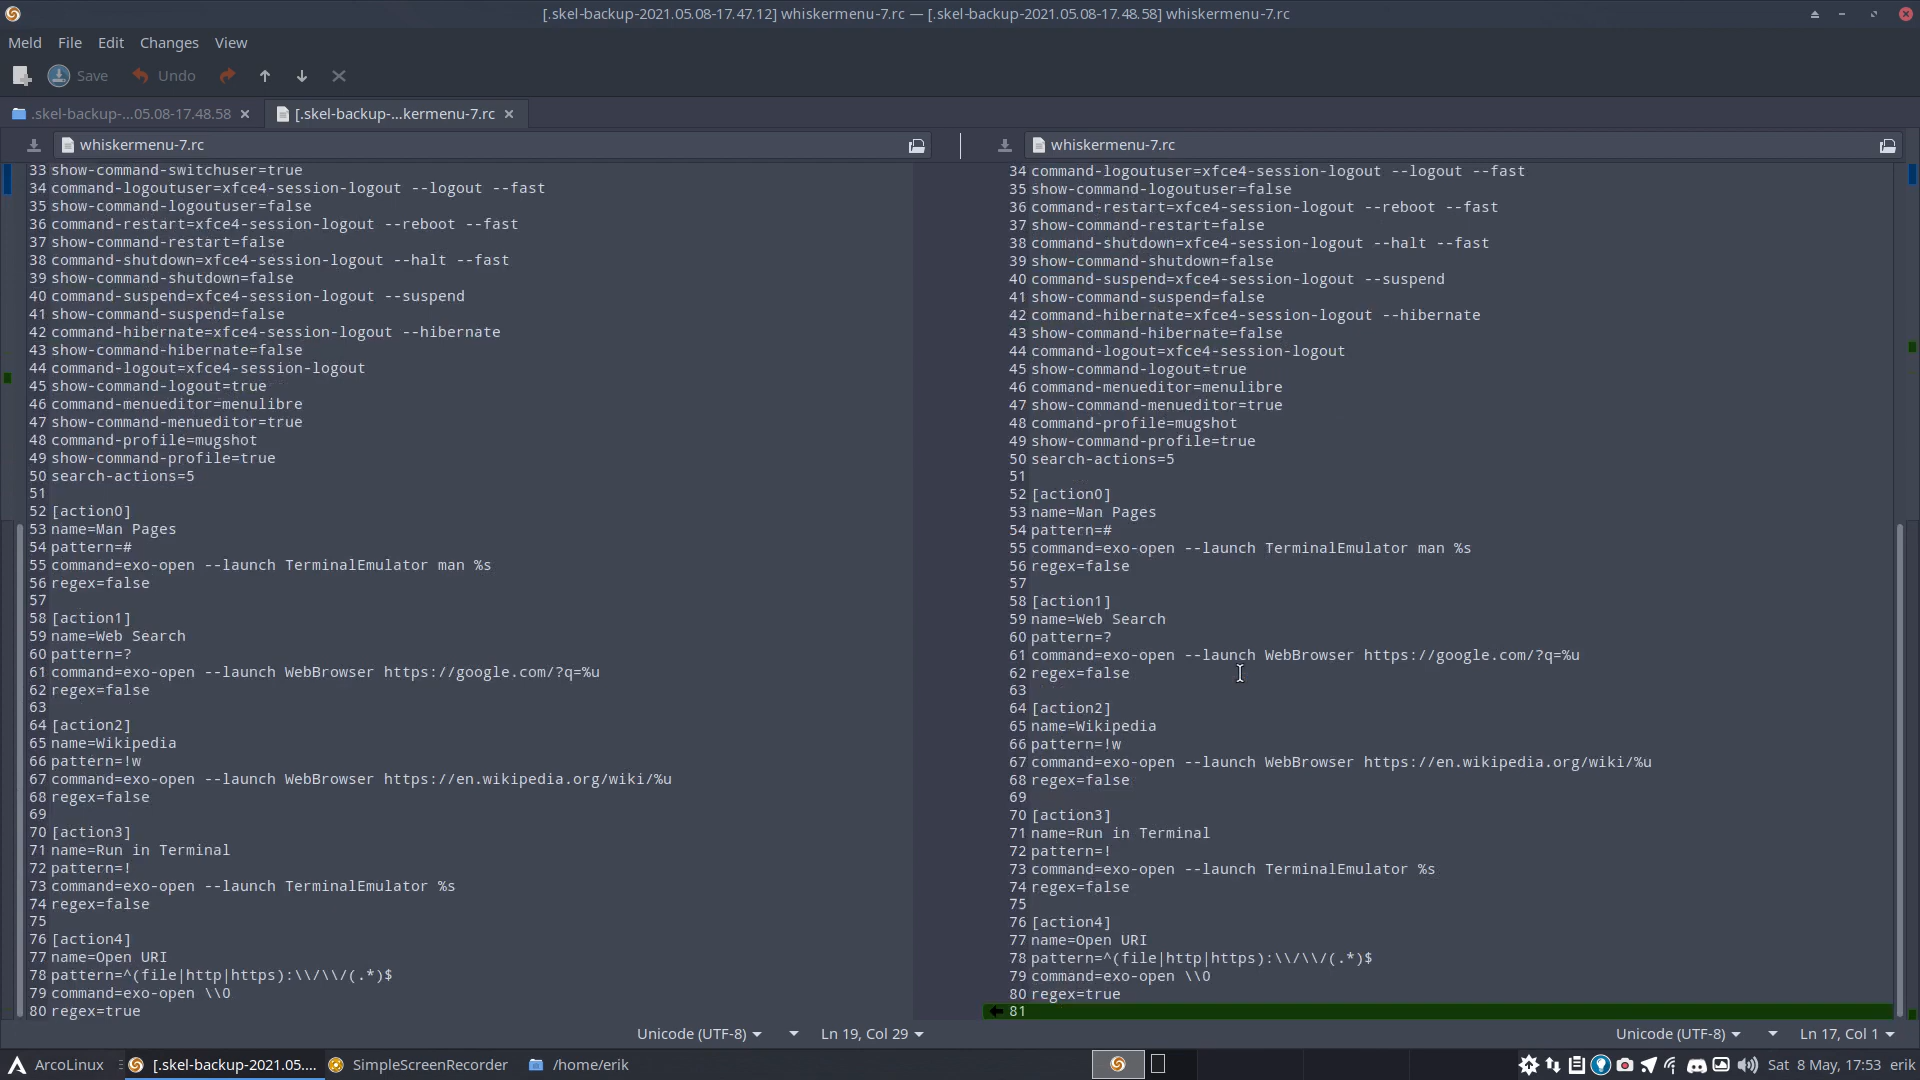 [.skel-backup-2021.05.08-17.47.12] whiskermenu-7.rc — [.skel-backup-2021.05.08-17.48.58] whiskermenu-7.rc
Meld File Edit Changes View
Save Undo
.skel-backup-...05.08-17.48.58
[.skel-backup-...kermenu-7.rc
whiskermenu-7.rc
33 show-command-switchuser=true
34 command-logoutuser=xfce4-session-logout --logout --fast
35 show-command-logoutuser=false
36 command-restart=xfce4-session-logout --reboot --fast
37 show-command-restart=false
38 command-shutdown=xfce4-session-logout --halt --fast
39 show-command-shutdown=false
40 command-suspend=xfce4-session-logout --suspend
41 show-command-suspend=false
42 command-hibernate=xfce4-session-logout --hibernate
43 show-command-hibernate=false
44 command-logout=xfce4-session-logout
45 show-command-logout=true
46 command-menueditor=menulibre
47 show-command-menueditor=true
48 command-profile=mugshot
49 show-command-profile=true
50 search-actions=5
51
52 [action0]
53 name=Man Pages
54 pattern=#
55 command=exo-open --launch TerminalEmulator man %s
56 regex=false
57
58 [action1]
59 name=Web Search
60 pattern=?
61 command=exo-open --launch WebBrowser https://google.com/?q=%u
62 regex=false
63
64 [action2]
65 name=Wikipedia
66 pattern=!w
67 command=exo-open --launch WebBrowser https://en.wikipedia.org/wiki/%u
68 regex=false
69
70 [action3]
71 name=Run in Terminal
72 pattern=!
73 command=exo-open --launch TerminalEmulator %s
74 regex=false
75
76 [action4]
77 name=Open URI
78 pattern=^(file|http|https):\\/\\/(.*)$
79 command=exo-open \\0
80 regex=true
Unicode (UTF-8) Ln 19, Col 29
whiskermenu-7.rc
34 command-logoutuser=xfce4-session-logout --logout --fast
35 show-command-logoutuser=false
36 command-restart=xfce4-session-logout --reboot --fast
37 show-command-restart=false
38 command-shutdown=xfce4-session-logout --halt --fast
39 show-command-shutdown=false
40 command-suspend=xfce4-session-logout --suspend
41 show-command-suspend=false
42 command-hibernate=xfce4-session-logout --hibernate
43 show-command-hibernate=false
44 command-logout=xfce4-session-logout
45 show-command-logout=true
46 command-menueditor=menulibre
47 show-command-menueditor=true
48 command-profile=mugshot
49 show-command-profile=true
50 search-actions=5
51
52 [action0]
53 name=Man Pages
54 pattern=#
55 command=exo-open --launch TerminalEmulator man %s
56 regex=false
57
58 [action1]
59 name=Web Search
60 pattern=?
61 command=exo-open --launch WebBrowser https://google.com/?q=%u
62 regex=false
63
64 [action2]
65 name=Wikipedia
66 pattern=!w
67 command=exo-open --launch WebBrowser https://en.wikipedia.org/wiki/%u
68 regex=false
69
70 [action3]
71 name=Run in Terminal
72 pattern=!
73 command=exo-open --launch TerminalEmulator %s
74 regex=false
75
76 [action4]
77 name=Open URI
78 pattern=^(file|http|https):\\/\\/(.*)$
79 command=exo-open \\0
80 regex=true
81
Unicode (UTF-8) Ln 17, Col 1
ArcoLinux [.skel-backup-2021.05.... SimpleScreenRecorder /home/erik Sat 8 May, 17:53 erik